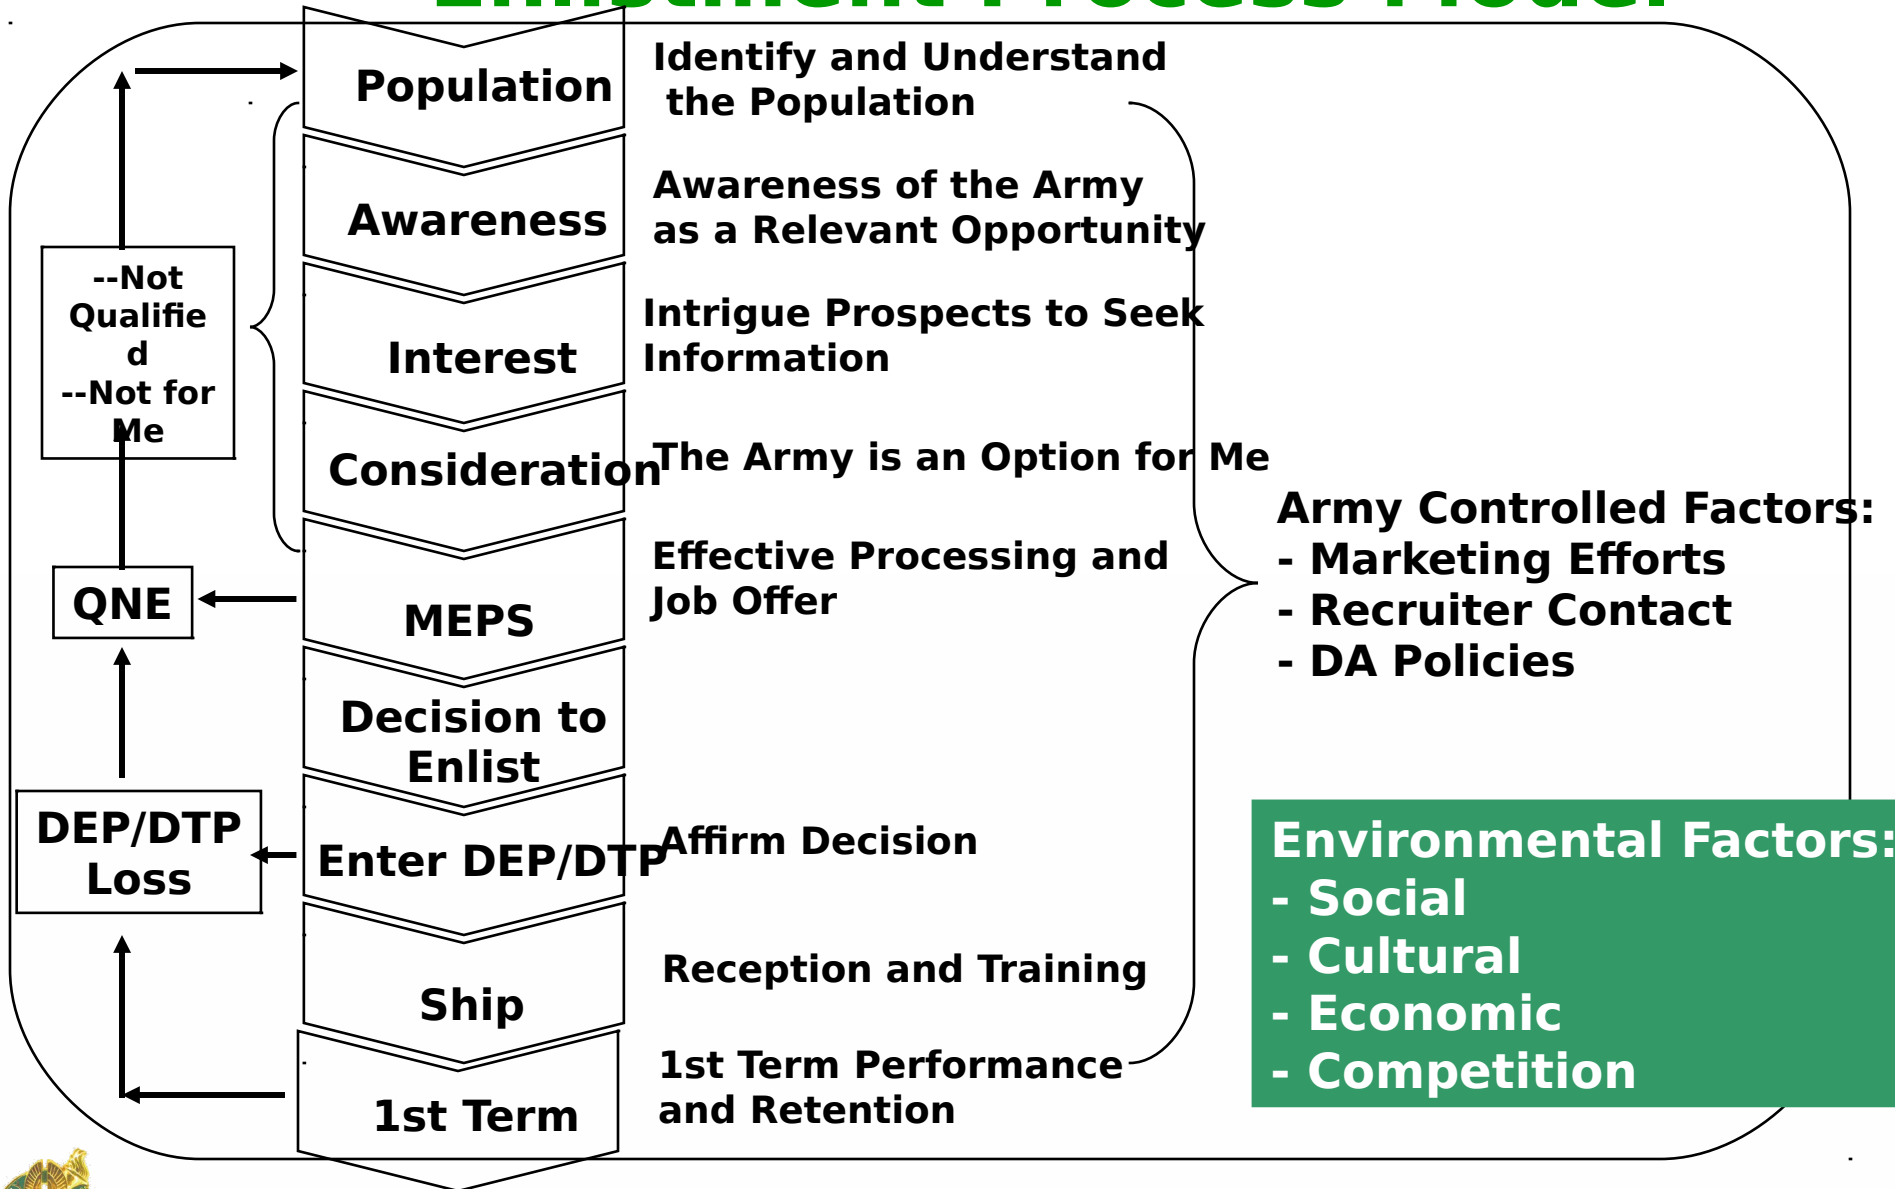 Enlistment Process Model
Population
Identify and Understand
the Population
Awareness
Awareness of the Army
as a Relevant Opportunity
--Not
Qualifie
d
--Not for
Me
Interest
Intrigue Prospects to Seek
Information
Consideration
The Army is an Option for Me
Army Controlled Factors:
- Marketing Efforts
- Recruiter Contact
- DA Policies
QNE
MEPS
Effective Processing and
Job Offer
Decision to
Enlist
DEP/DTP
Loss
Enter DEP/DTP
Affirm Decision
Environmental Factors:
- Social
- Cultural
- Economic
- Competition
Ship
Reception and Training
1st Term
1st Term Performance
and Retention